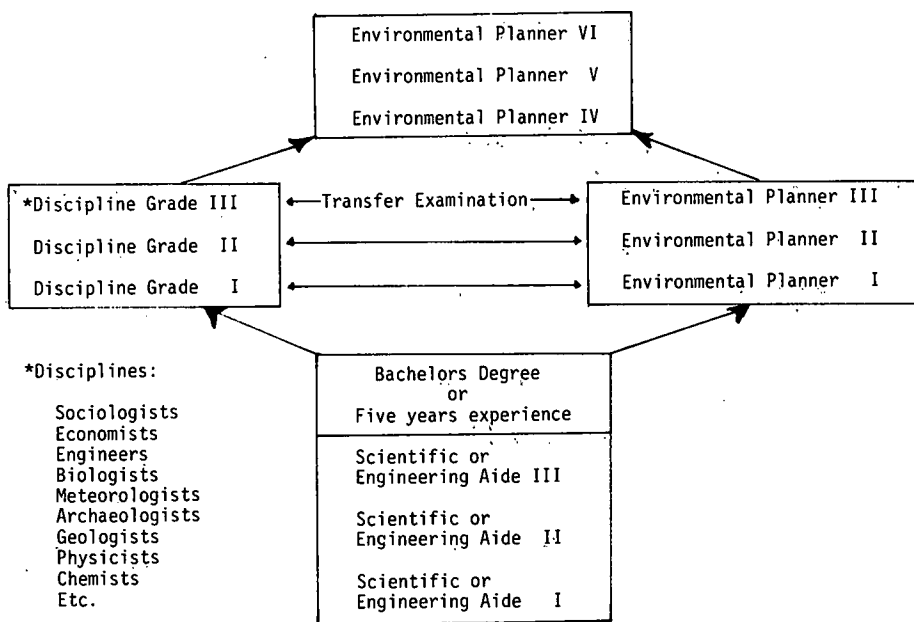 Environmental Planner VI
Environmental Planner V
Environmental Planner IV
*Discipline Grade III
Discipline Grade II
Discipline Grade I
Transfer Examination
Environmental Planner III
Environmental Planner II
Environmental Planner I
*Disciplines:
Sociologists
Economists
Engineers
Biologists
Meteorologists
Archaeologists
Geologists
Physicists
Chemists
Etc.
Bachelors Degree
or
Five years experience
Scientific or
Engineering Aide III
Scientific or
Engineering Aide II
Scientific or
Engineering Aide I